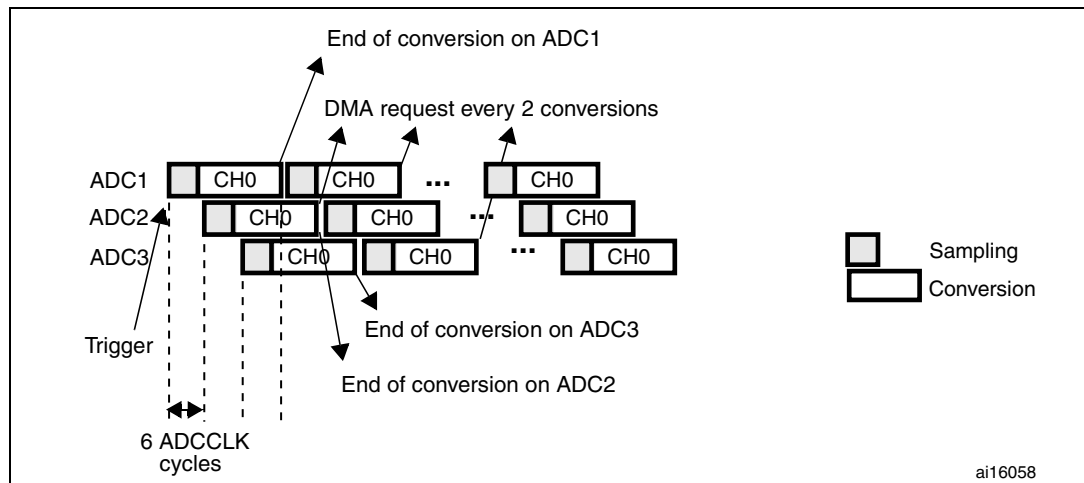 End of conversion on ADC1
DMA request every 2 conversions
ADC1 CH0 CH0 ... CH0
ADC2 CH0 CH0 ... CH0
ADC3 CH0 CH0 ... CH0
Sampling
Conversion
End of conversion on ADC3
Trigger
End of conversion on ADC2
6 ADCCLK
cycles
ai16058